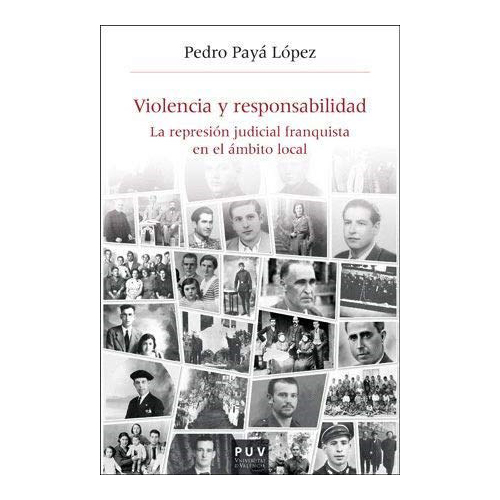 Pedro Payá López
Violencia y responsabilidad
La represión judicial franquista
en el ámbito local
PUV
UNIVERSITAT
DE VALÈNCIA